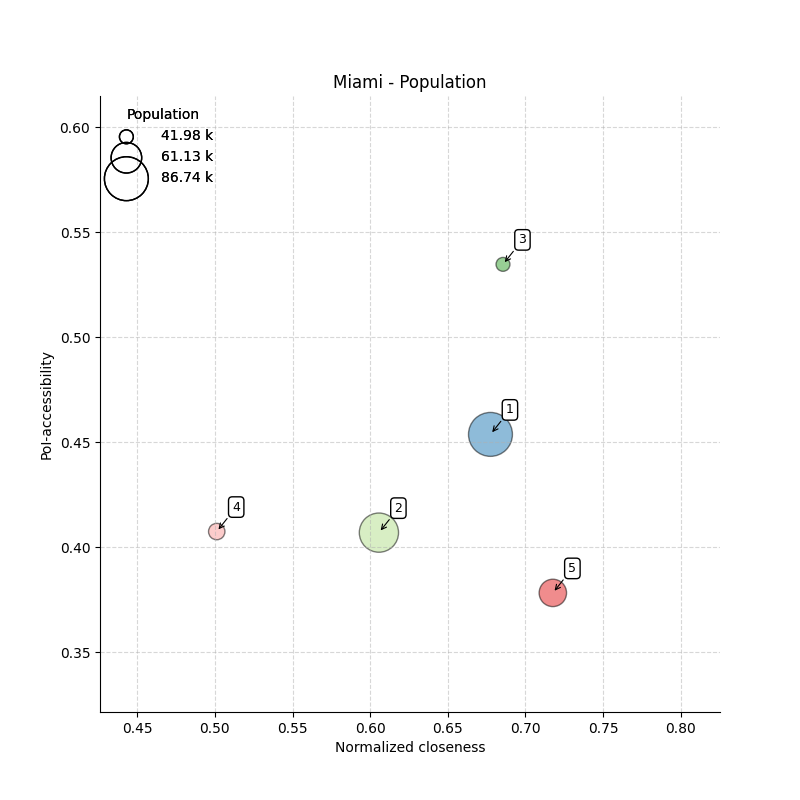 Miami - Population
Population
41.98 k
61.13 k
86.74 k
0.60
0.55
0.50
0.45
0.40
0.35
PoI-accessibility
3
1
4
2
5
0.45 0.50 0.55 0.60 0.65 0.70 0.75 0.80
Normalized closeness